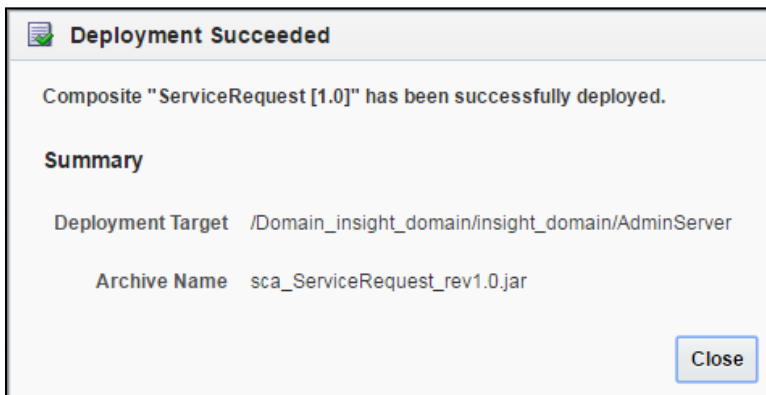 Deployment Succeeded
Composite "ServiceRequest [1.0]" has been successfully deployed.
Summary
Deployment Target /Domain_insight_domain/insight_domain/AdminServer
Archive Name sca_ServiceRequest_rev1.0.jar
Close